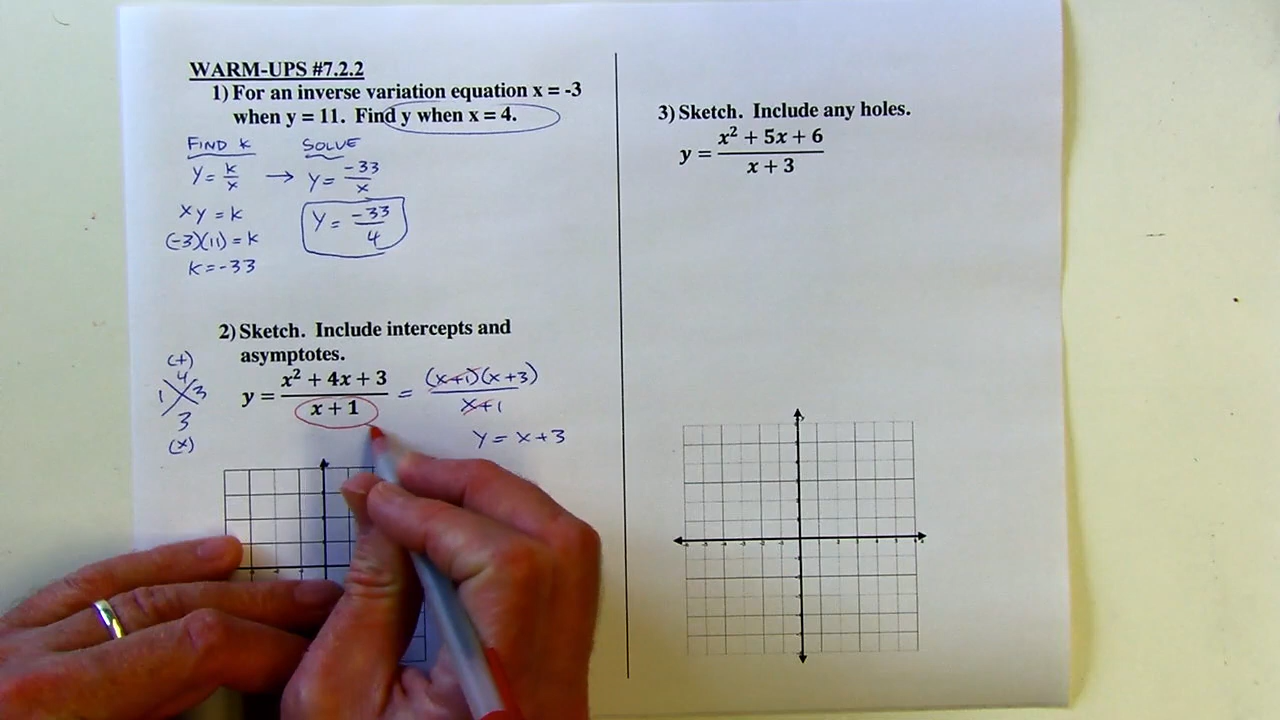 WARM-UPS #7.2.2
1) For an inverse variation equation x = -3
when y = 11. Find y when x = 4.
FIND K SOLVE
y = k/x → y = -33/x
xy = k
(-3)(11) = k
k = -33
y = -33/4
2) Sketch. Include intercepts and
asymptotes.
(+)
4
1 3
3
(x)
y = x² + 4x + 3 / x + 1 = (x+1)(x+3) / x+1
y = x+3
3) Sketch. Include any holes.
y = x² + 5x + 6 / x + 3